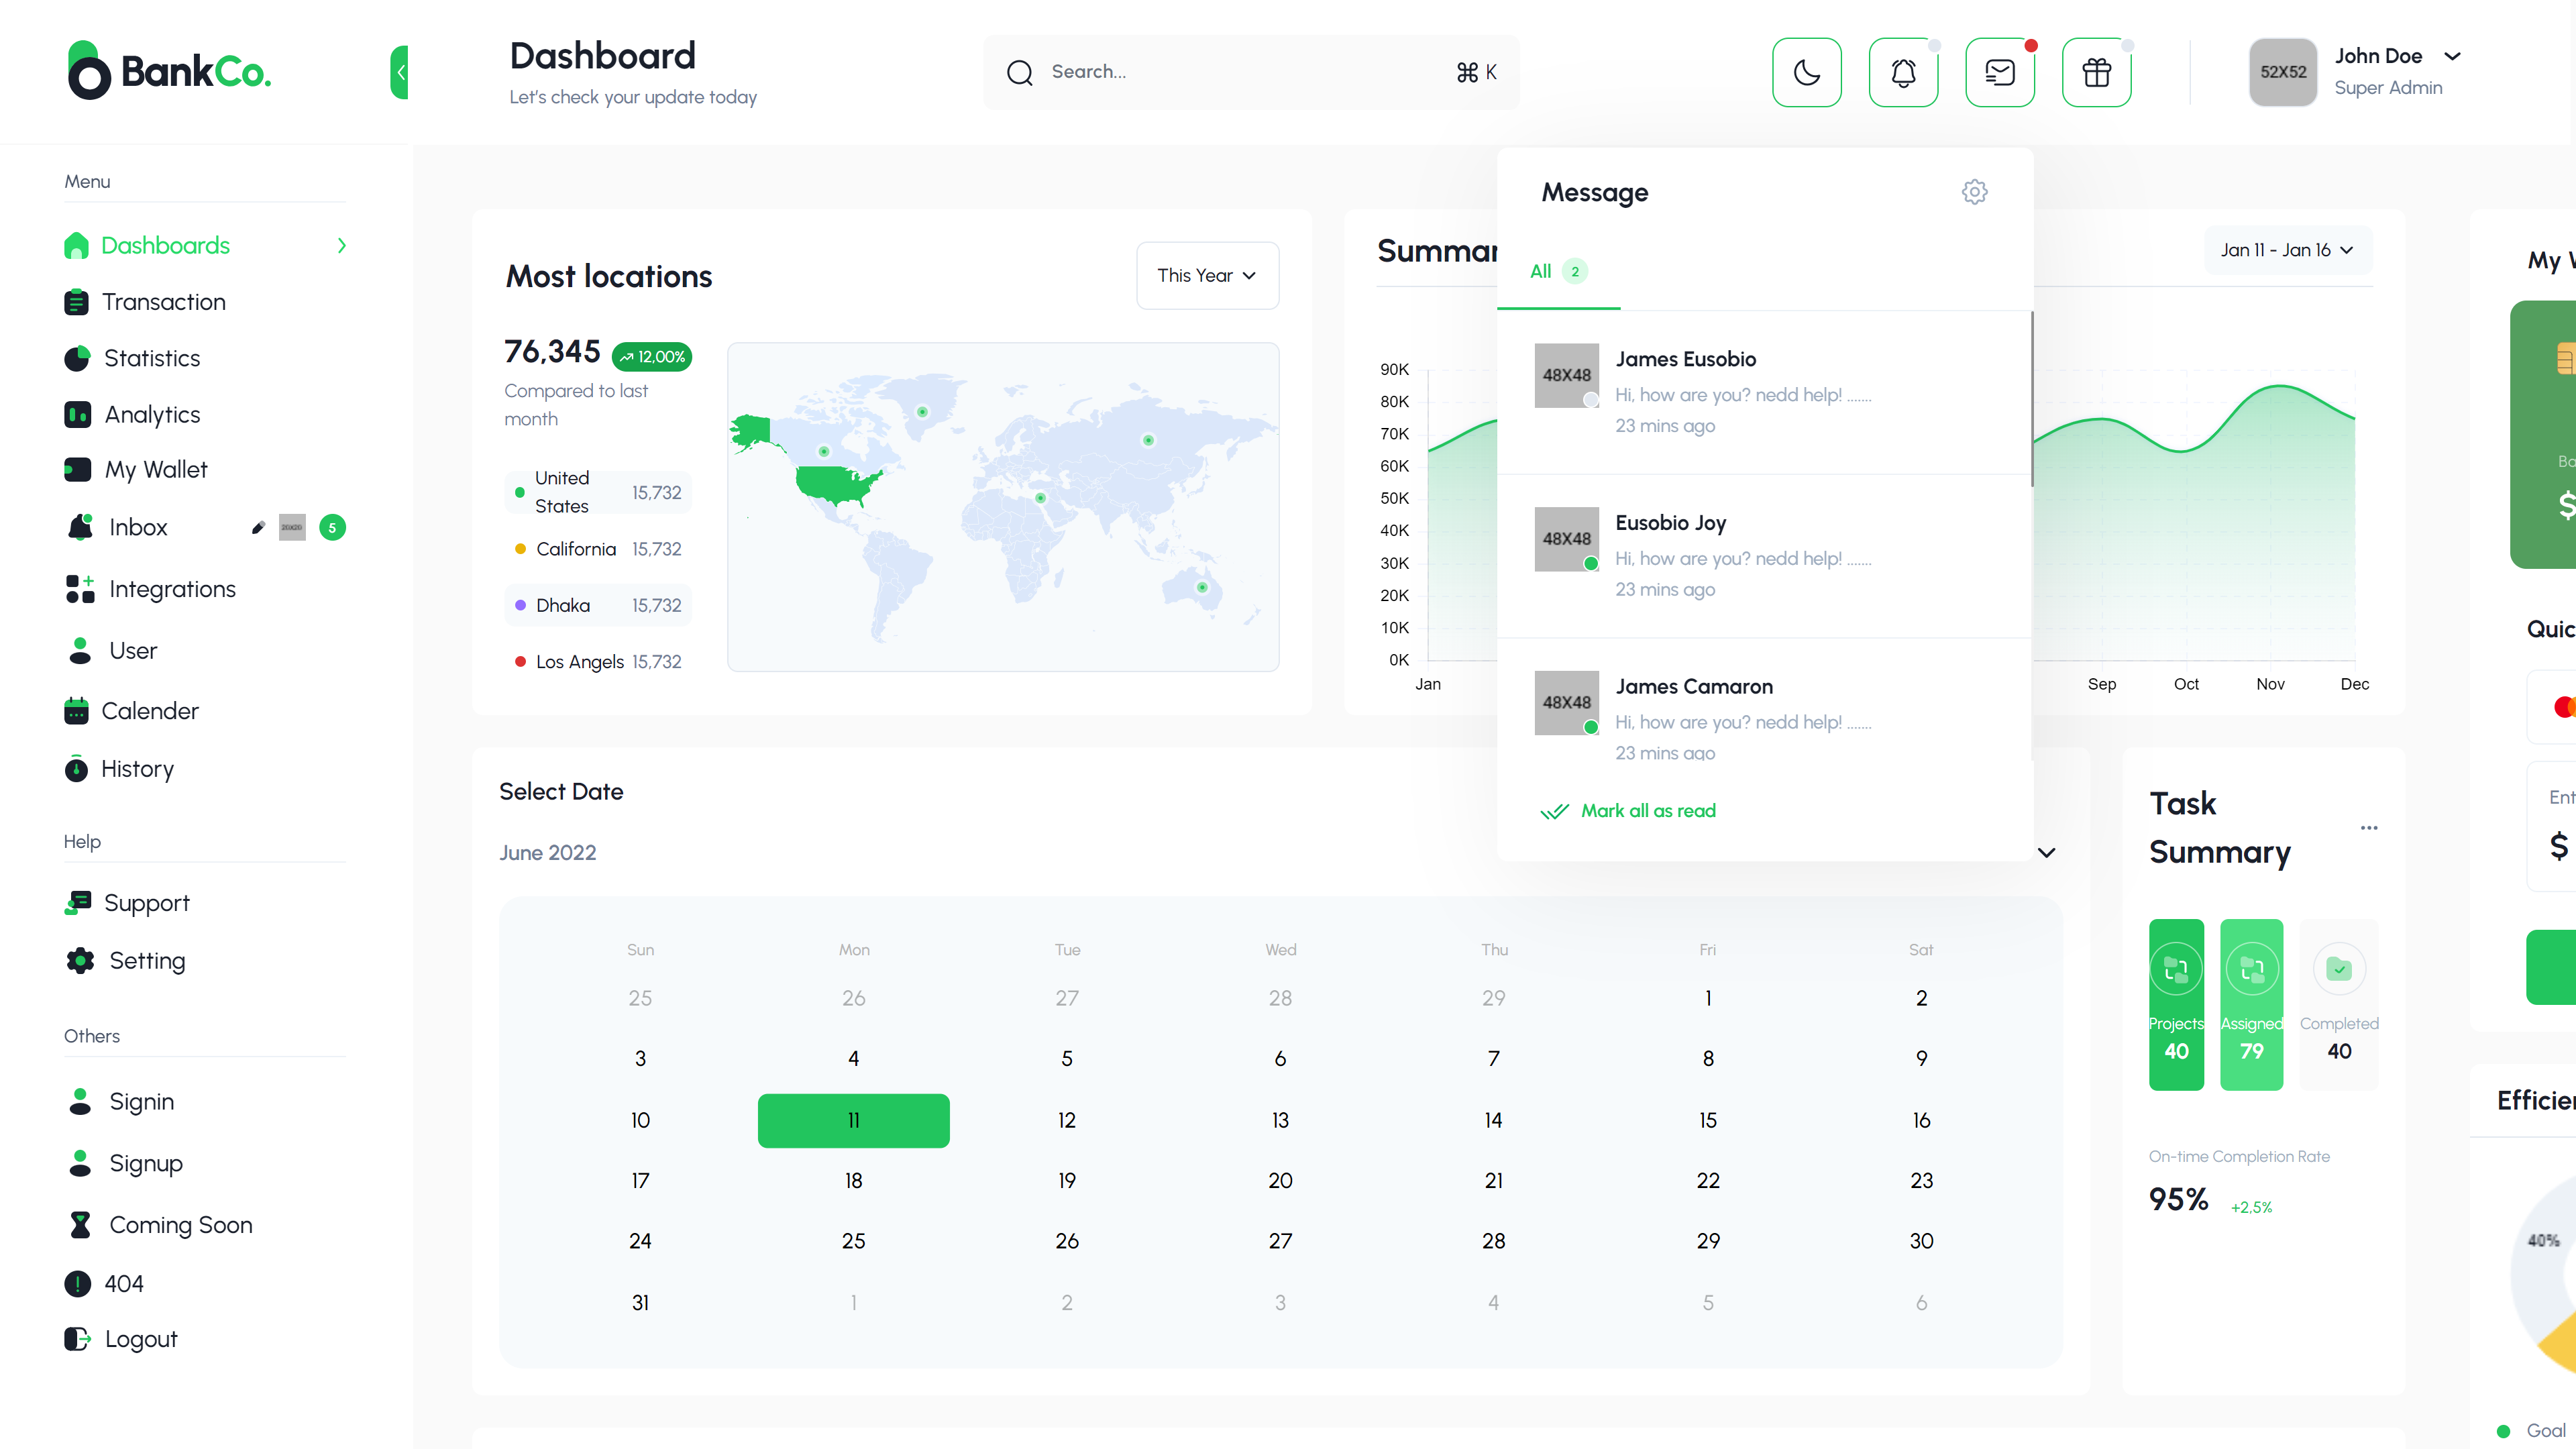 BankCo.
Dashboard
Let's check your update today
Search...
⌘ K
52X52
John Doe
Super Admin
Menu
Dashboards
Transaction
Statistics
Analytics
My Wallet
Inbox
20X20
5
Integrations
User
Calender
History
Help
Support
Setting
Others
Signin
Signup
Coming Soon
404
Logout
Most locations
This Year
76,345
12,00%
Compared to last
month
United
States
15,732
California
15,732
Dhaka
15,732
Los Angels
15,732
Summar
Jan 11 - Jan 16
90K
80K
70K
60K
50K
40K
30K
20K
10K
0K
Jan
Sep
Oct
Nov
Dec
Message
All
2
48X48
James Eusobio
Hi, how are you? nedd help! .......
23 mins ago
48X48
Eusobio Joy
Hi, how are you? nedd help! .......
23 mins ago
48X48
James Camaron
Hi, how are you? nedd help! .......
23 mins ago
Mark all as read
Select Date
June 2022
Sun Mon Tue Wed Thu Fri Sat
25 26 27 28 29 1 2
3 4 5 6 7 8 9
10 11 12 13 14 15 16
17 18 19 20 21 22 23
24 25 26 27 28 29 30
31 1 2 3 4 5 6
Task
Summary
Projects
40
Assigned
79
Completed
40
On-time Completion Rate
95%
+2,5%
My
Ba
$
Quic
Ent
$
Efficier
40%
Goal